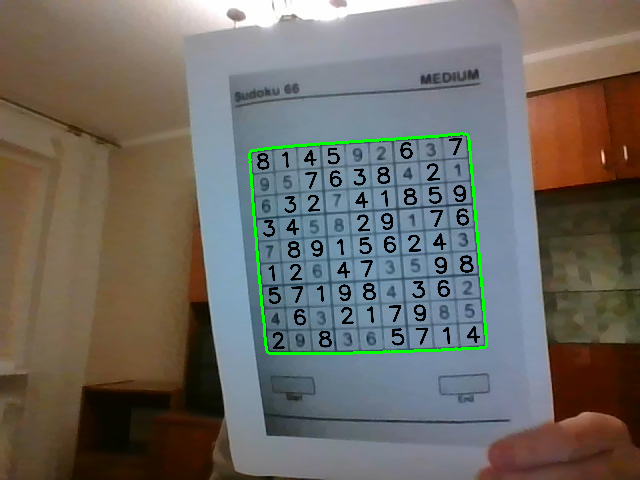 Sudoku 66 MEDIUM
8 1 4 5 9 2 6 3 7
9 5 7 6 3 8 4 2 1
6 3 2 7 4 1 8 5 9
3 4 5 8 2 9 1 7 6
7 8 9 1 5 6 2 4 3
1 2 6 4 7 3 5 9 8
5 7 1 9 8 4 3 6 2
4 6 3 2 1 7 9 8 5
2 9 8 3 6 5 7 1 4
Start End